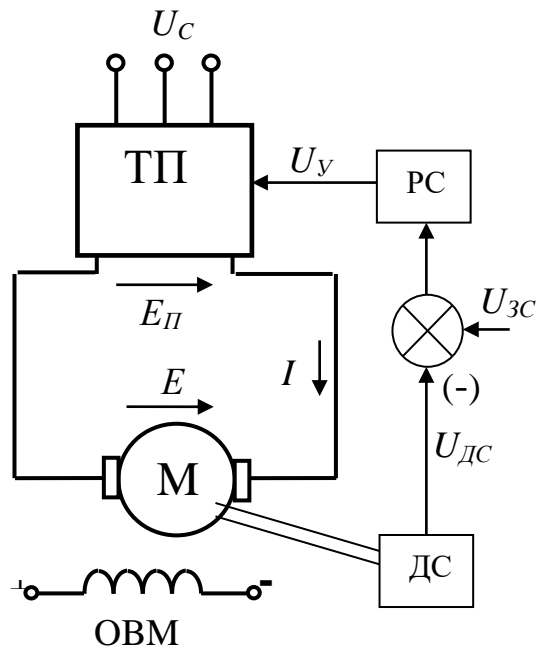 U_C
ТП
U_У
РС
E_П
U_ЗС
I
E
(-)
U_ДС
М
ДС
+
-
ОВМ